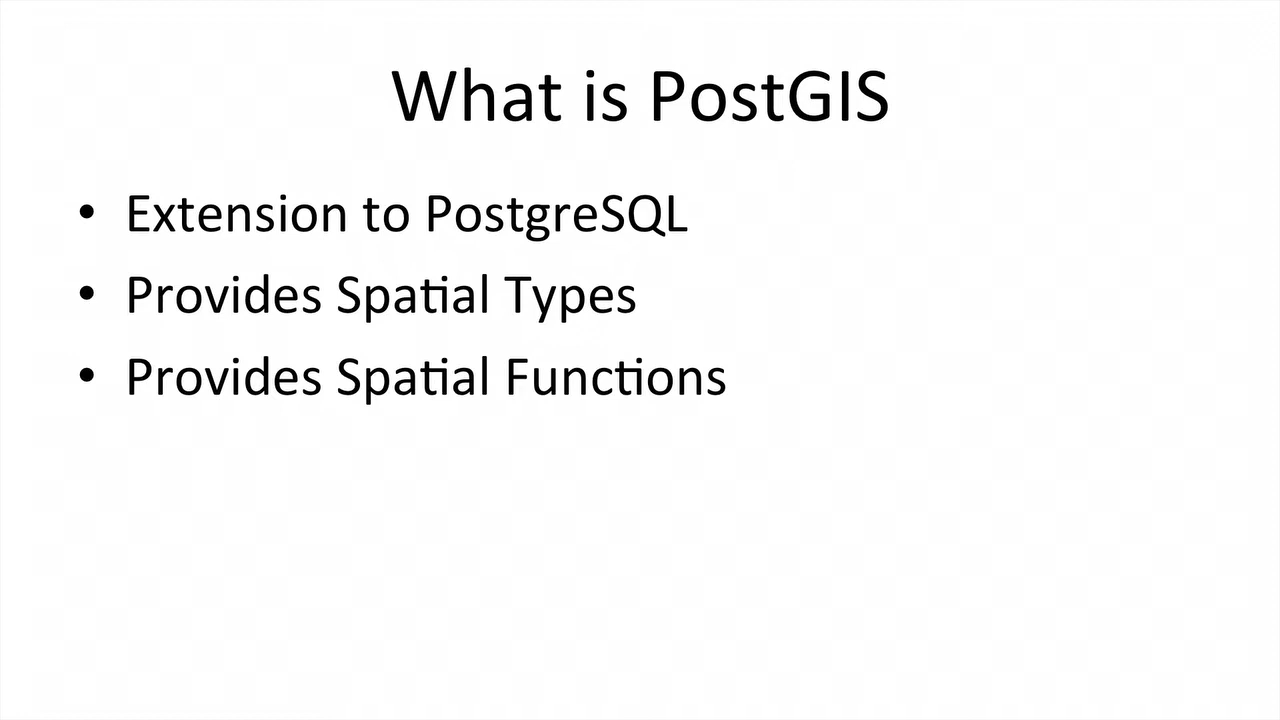 What is PostGIS
• Extension to PostgreSQL
• Provides Spatial Types
• Provides Spatial Functions